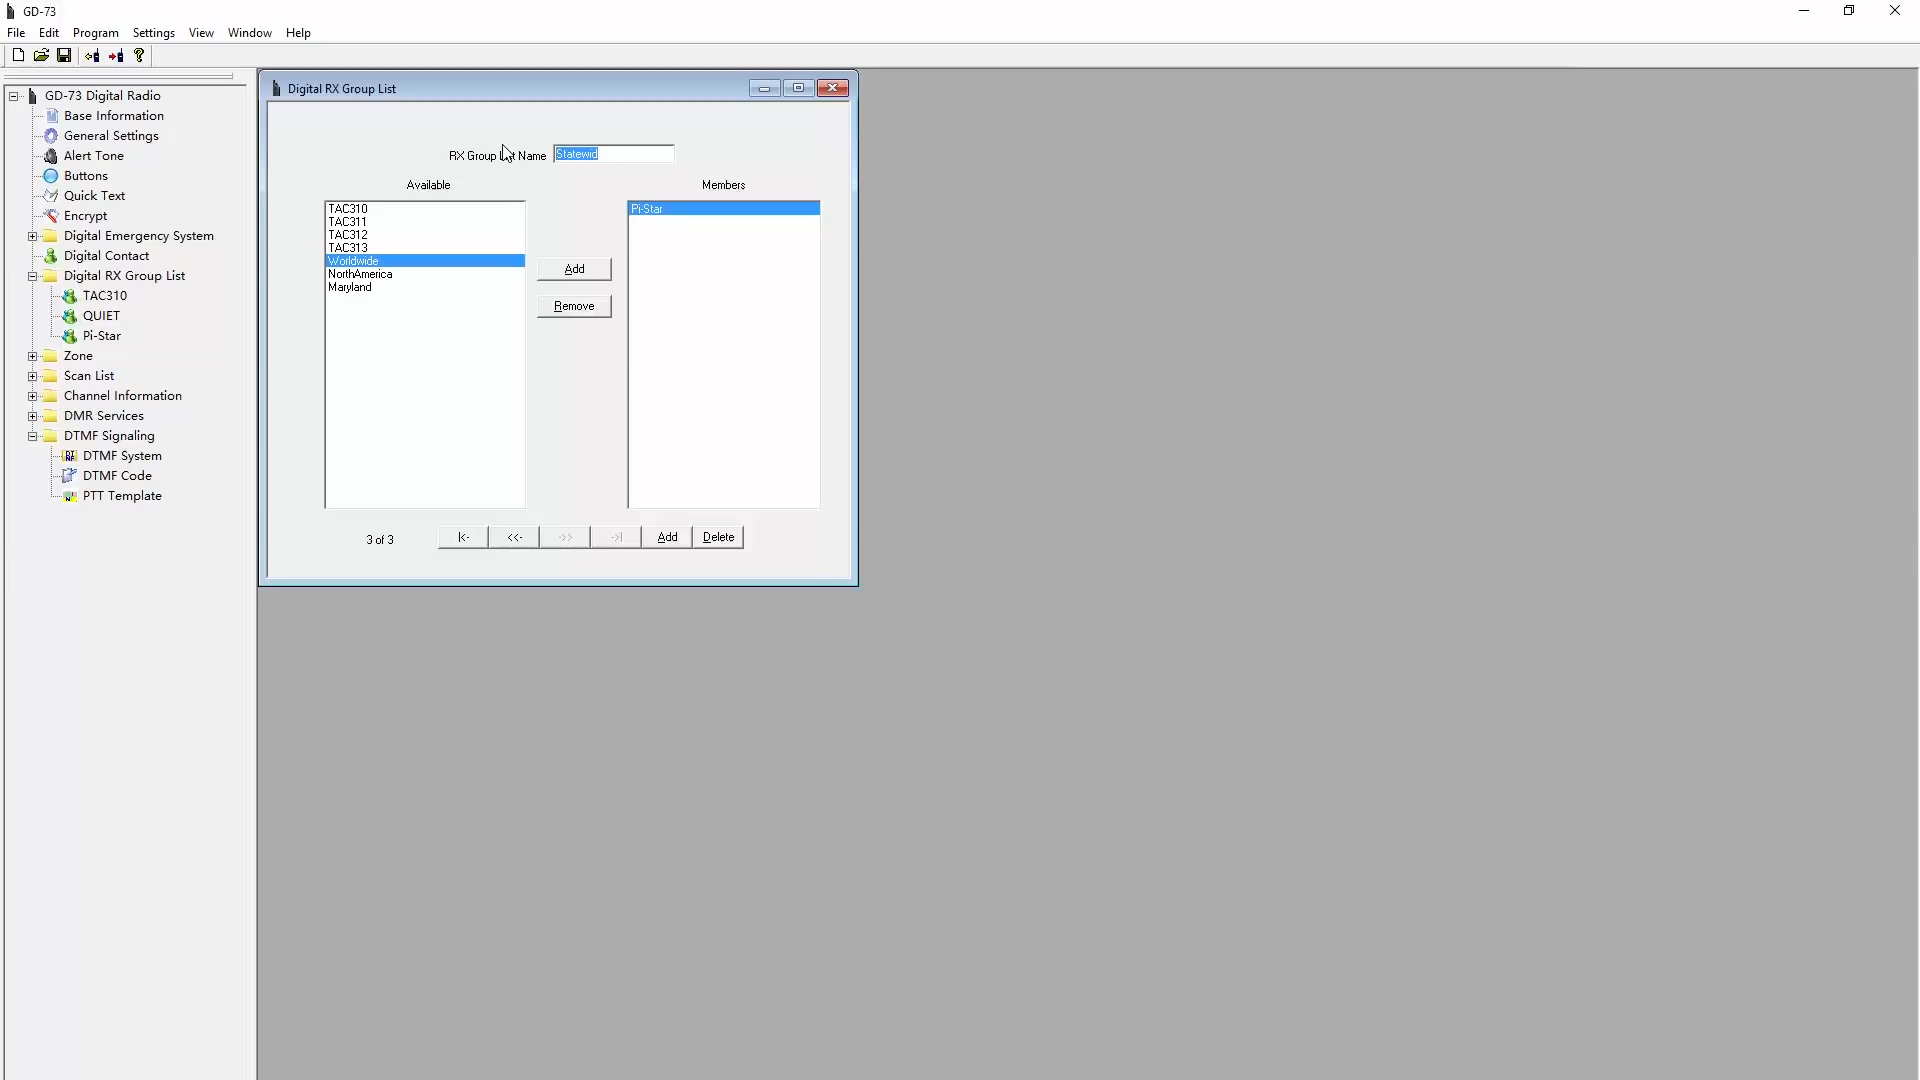 GD-73
File Edit Program Settings View Window Help
GD-73 Digital Radio
Base Information
General Settings
Alert Tone
Buttons
Quick Text
Encrypt
Digital Emergency System
Digital Contact
Digital RX Group List
TAC310
QUIET
Pi-Star
Zone
Scan List
Channel Information
DMR Services
DTMF Signaling
DTMF System
DTMF Code
PTT Template
Digital RX Group List
RX Group List Name Statewid
Available Members
TAC310
TAC311
TAC312
TAC313
Worldwide
NorthAmerica
Maryland
Add
Remove
Pi-Star
3 of 3 |<- <<- ->> ->| Add Delete